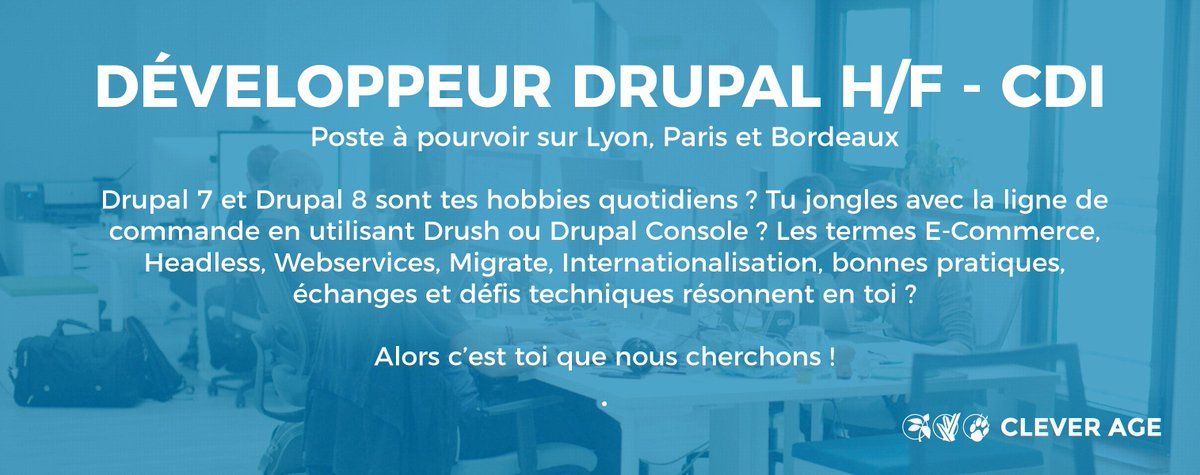 DÉVELOPPEUR DRUPAL H/F - CDI
Poste à pourvoir sur Lyon, Paris et Bordeaux
Drupal 7 et Drupal 8 sont tes hobbies quotidiens ? Tu jongles avec la ligne de
commande en utilisant Drush ou Drupal Console ? Les termes E-Commerce,
Headless, Webservices, Migrate, Internationalisation, bonnes pratiques,
échanges et défis techniques résonnent en toi ?
Alors c’est toi que nous cherchons !
.
CLEVER AGE